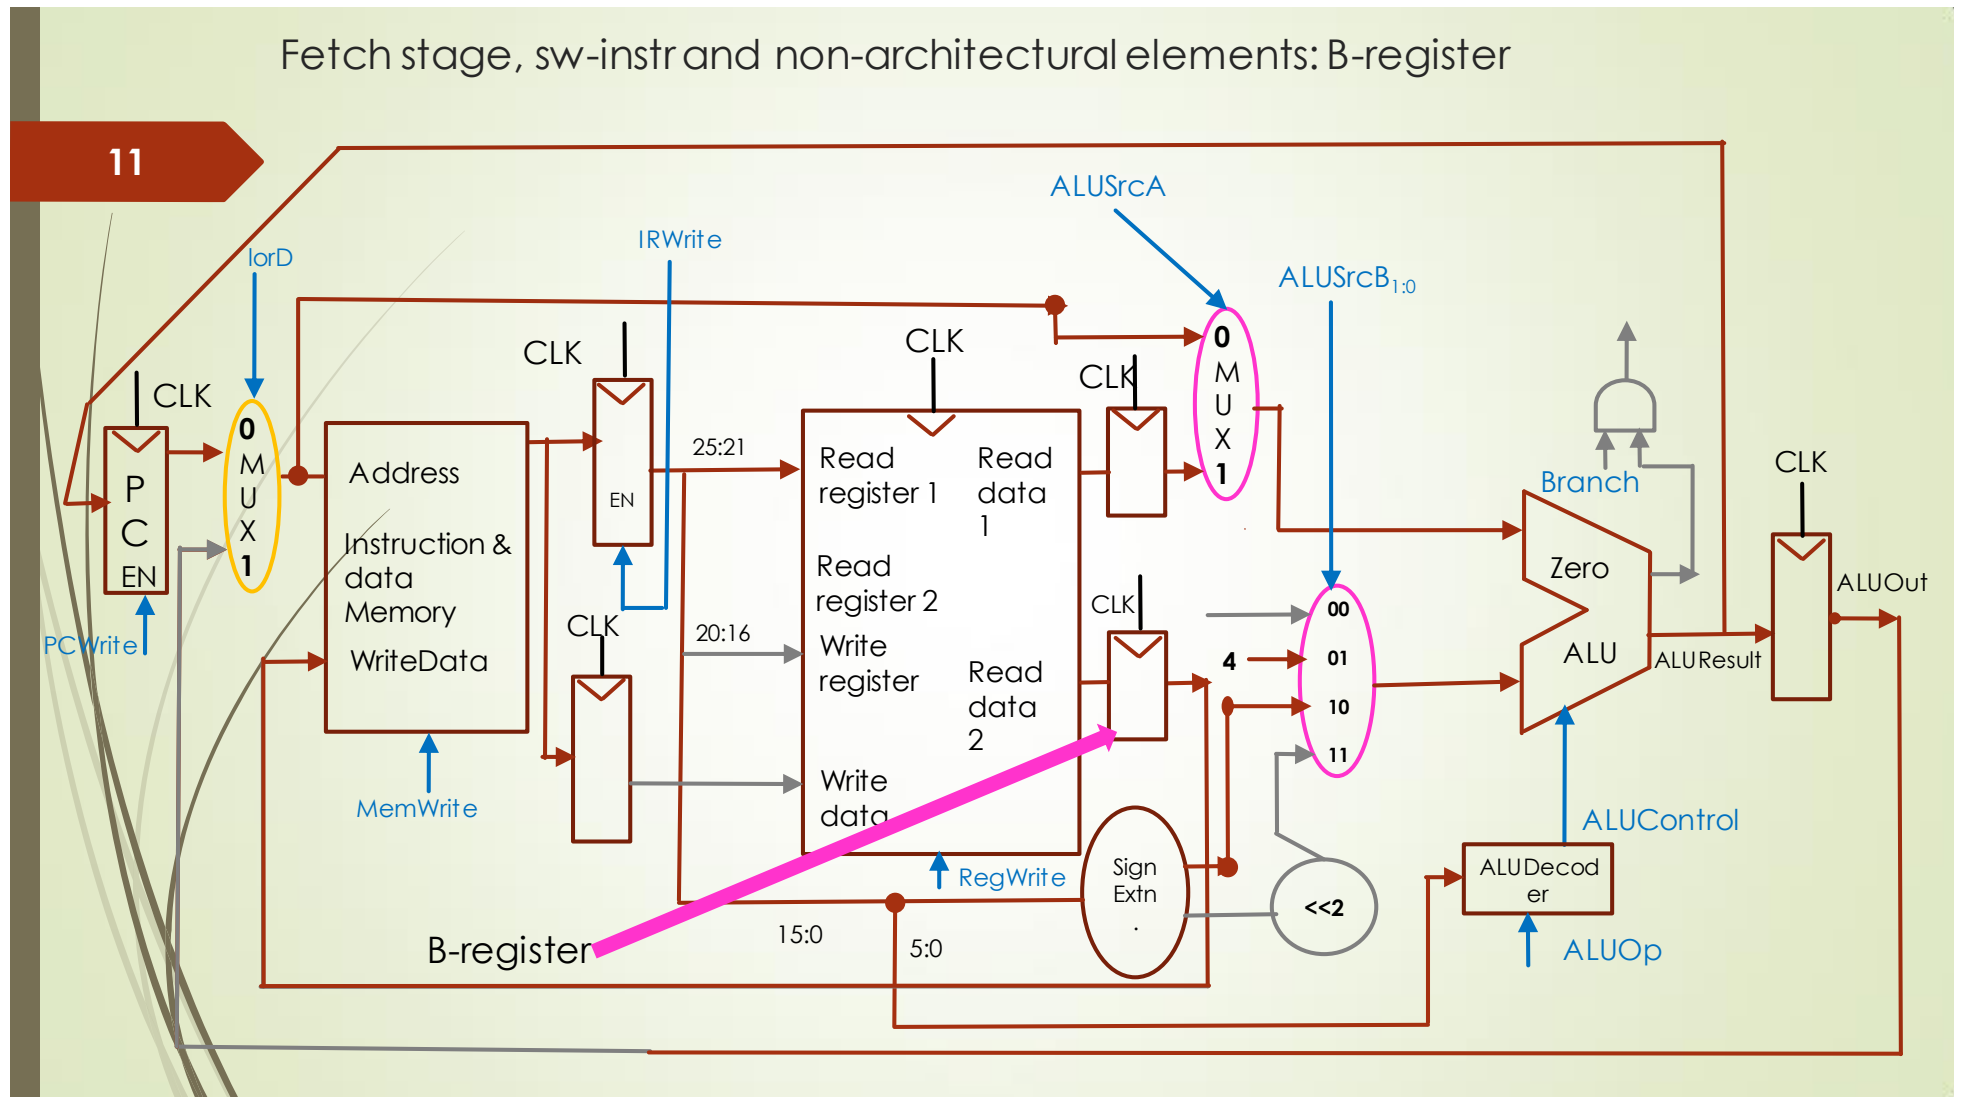 Fetch stage, sw-instr and non-architectural elements: B-register
11
ALUSrcA
IRWrite
IorD
ALUSrcB1:0
CLK
CLK
CLK
CLK
0
M
U
X
1
0
M
U
X
1
P
C
EN
PCWrite
Address
Instruction &
data
Memory
WriteData
MemWrite
EN
CLK
25:21
20:16
Read
register 1
Read
data
1
Read
register 2
Write
register
Read
data
2
Write
data
RegWrite
CLK
4
00
01
10
11
Branch
Zero
ALU
ALUResult
CLK
ALUOut
Sign
Extn
.
<<2
ALUControl
ALUDecod
er
ALUOp
B-register
15:0
5:0